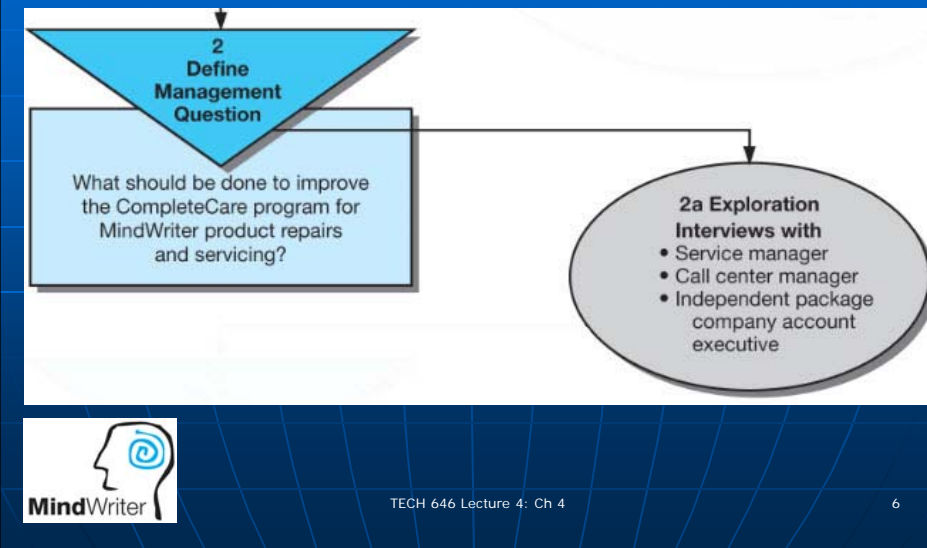 2
Define
Management
Question
What should be done to improve
the CompleteCare program for
MindWriter product repairs
and servicing?
2a Exploration
Interviews with
• Service manager
• Call center manager
• Independent package
company account
executive
MindWriter
TECH 646 Lecture 4: Ch 4
6